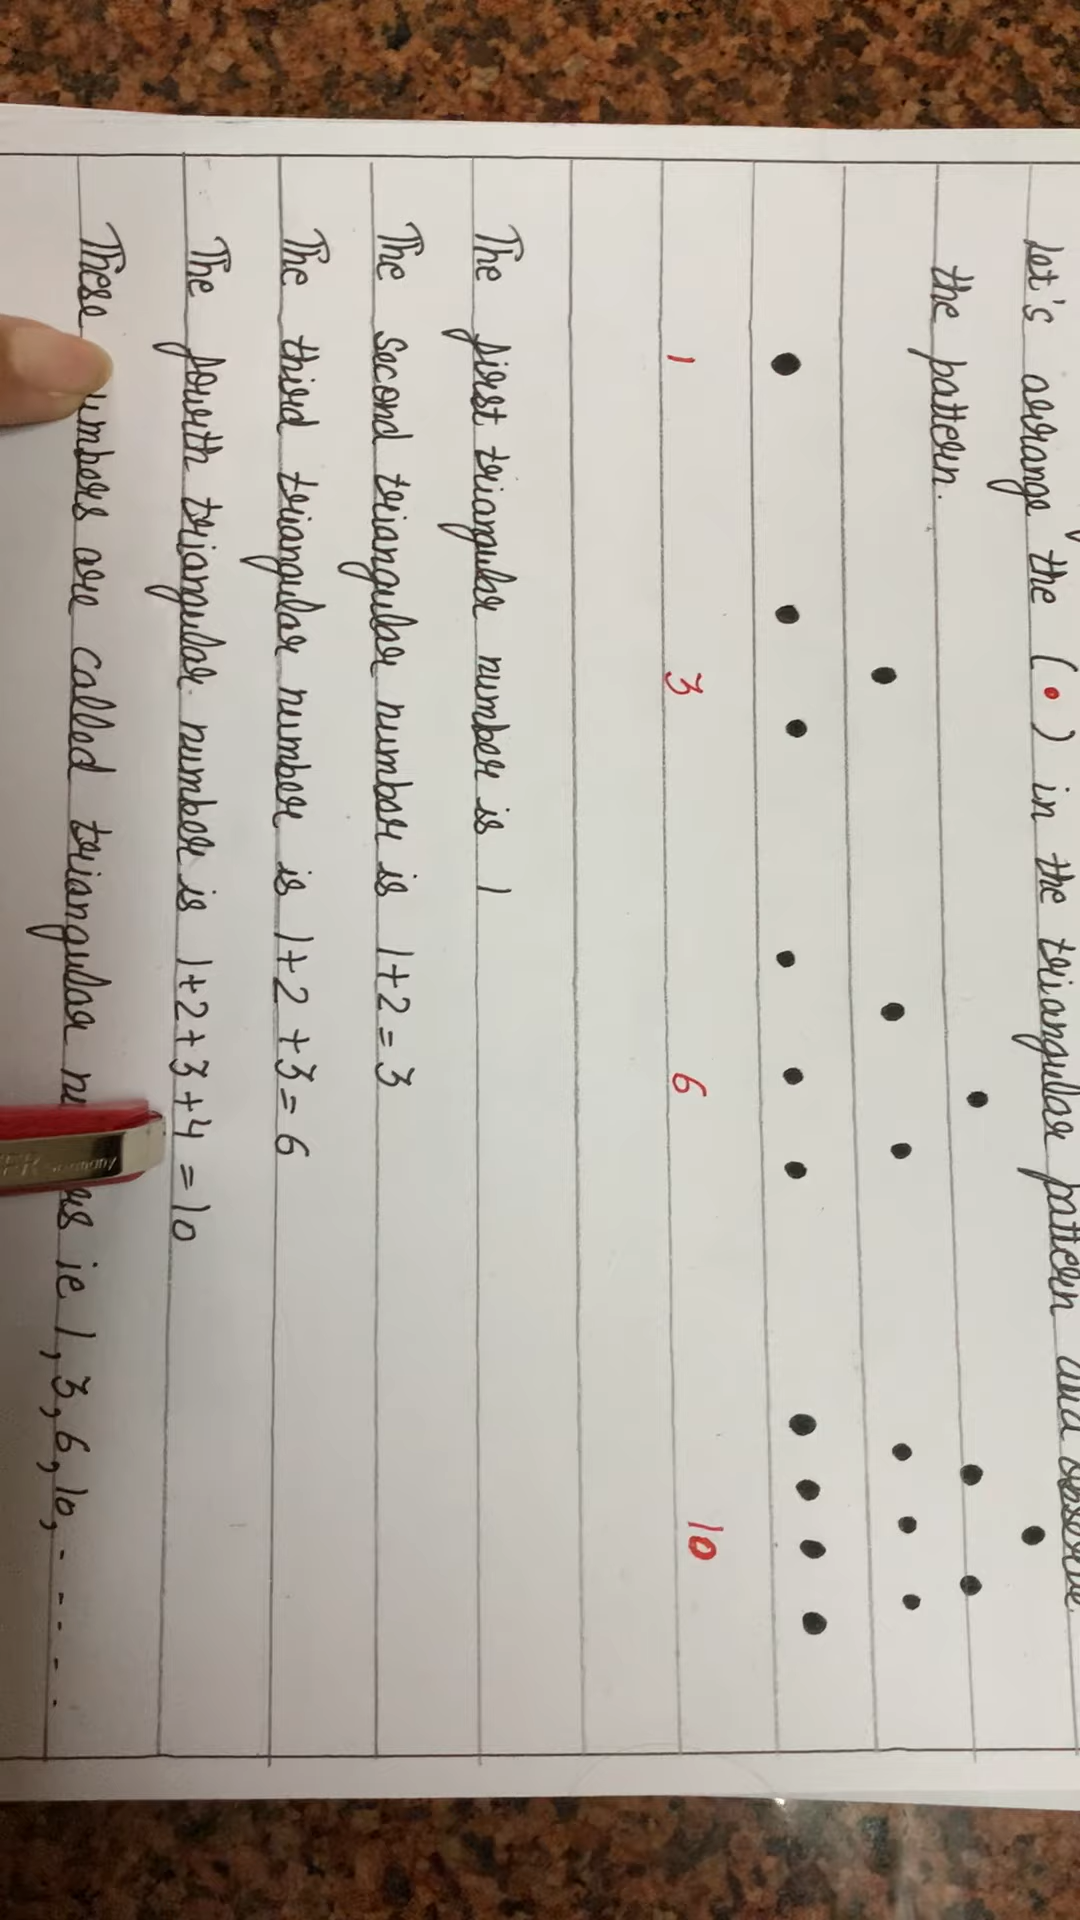 Let's arrange the (•) in the triangular pattern and observe
the pattern.
1 3 6 10
The first triangular number is 1
The second triangular number is 1+2=3
The third triangular number is 1+2+3=6
The fourth triangular number is 1+2+3+4=10
These numbers are called triangular ie 1,3,6,10,-----